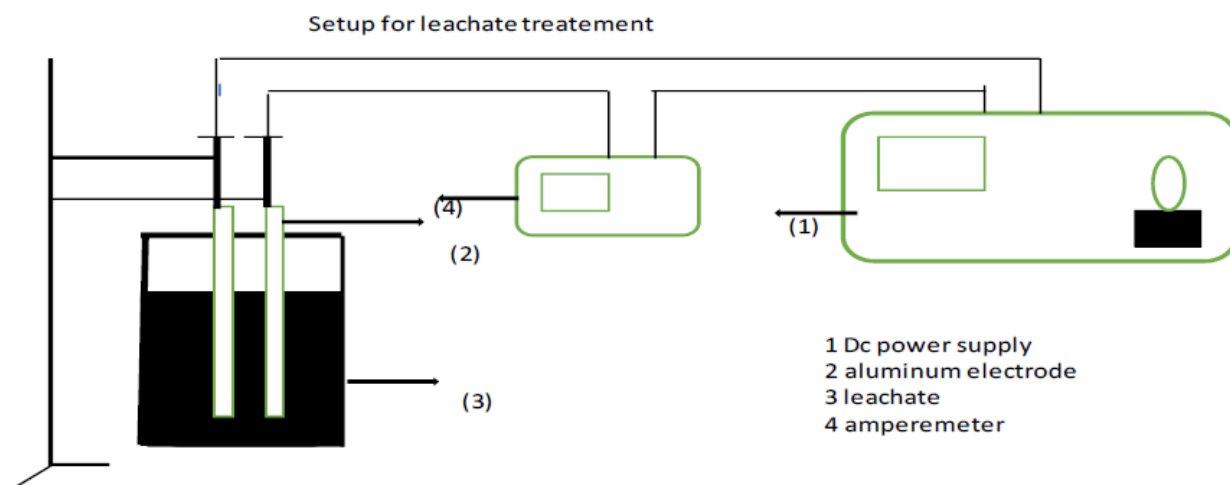 Setup for leachate treatement
(4)
(2)
(1)
(3)
1 Dc power supply
2 aluminum electrode
3 leachate
4 amperemeter